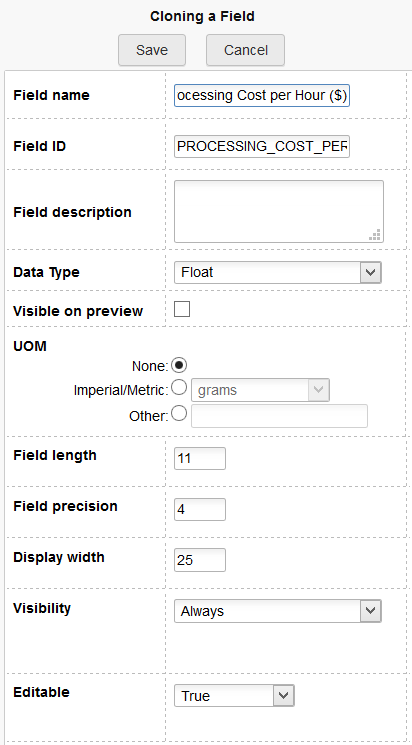 Cloning a Field
Save Cancel
Field name ocessing Cost per Hour ($)
Field ID PROCESSING_COST_PER
Field description
Data Type Float
Visible on preview
UOM
None:
Imperial/Metric: grams
Other:
Field length 11
Field precision 4
Display width 25
Visibility Always
Editable True